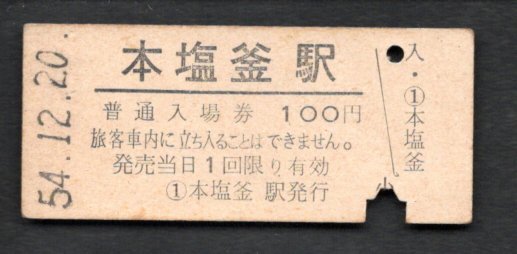 54.12.20.
本塩釜駅
普通入場券 100円
旅客車内に立ち入ることはできません。
発売当日1回限り有効
①本塩釜 駅発行
入・①本塩釜
小